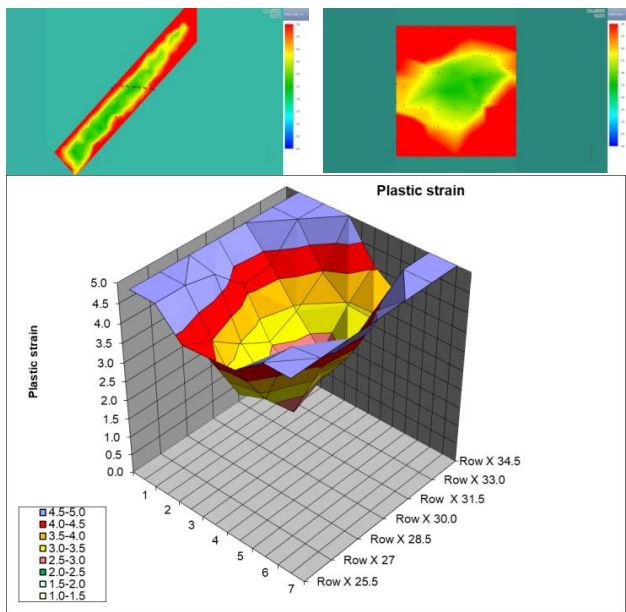 Plastic strain
Plastic strain
5.0
4.5
4.0
3.5
3.0
2.5
2.0
1.5
1.0
0.5
0.0
1
2
3
4
5
6
7
Row X 34.5
Row X 33.0
Row X 31.5
Row X 30.0
Row X 28.5
Row X 27
Row X 25.5
4.5-5.0
4.0-4.5
3.5-4.0
3.0-3.5
2.5-3.0
2.0-2.5
1.5-2.0
1.0-1.5